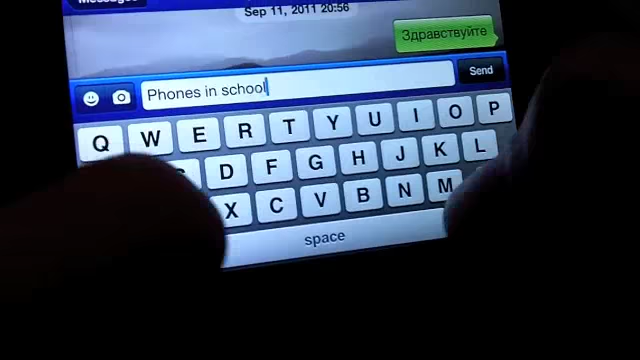 Messages
Sep 11, 2011 20:56
Здравствуйте
Phones in school
Send
Q W E R T Y U I O P
D F G H J K L
X C V B N M
space